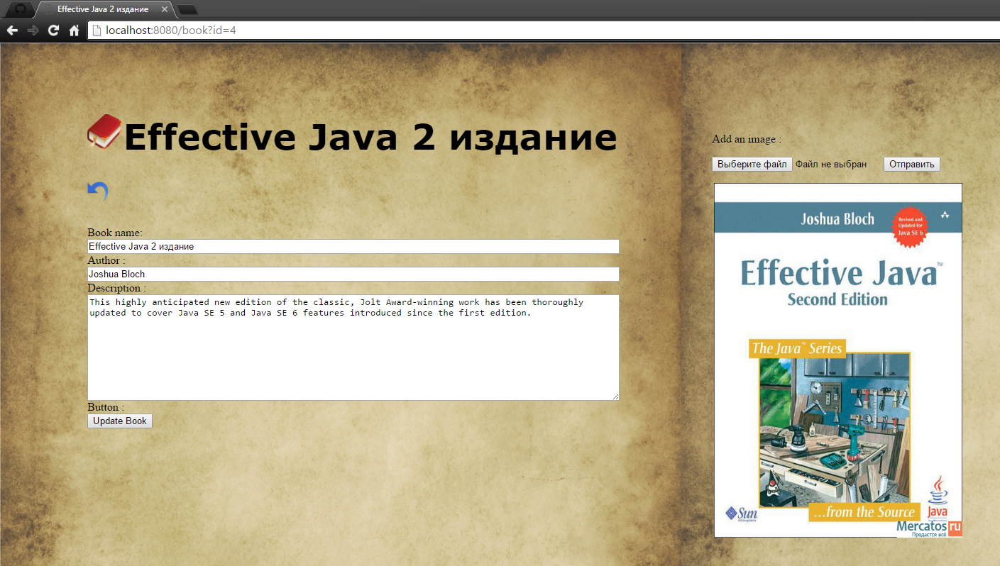 Effective Java 2 издание
localhost:8080/book?id=4
Effective Java 2 издание
Book name:
Effective Java 2 издание
Author :
Joshua Bloch
Description :
This highly anticipated new edition of the classic, Jolt Award-winning work has been thoroughly
updated to cover Java SE 5 and Java SE 6 features introduced since the first edition.
Button :
Update Book
Add an image :
Выберите файл Файл не выбран Отправить
Joshua Bloch
Revised and
Updated for
Java SE 6
Effective Java™
Second Edition
The Java™ Series
...from the Source
Sun
microsystems
Java
Mercatos ru
Продастся всё